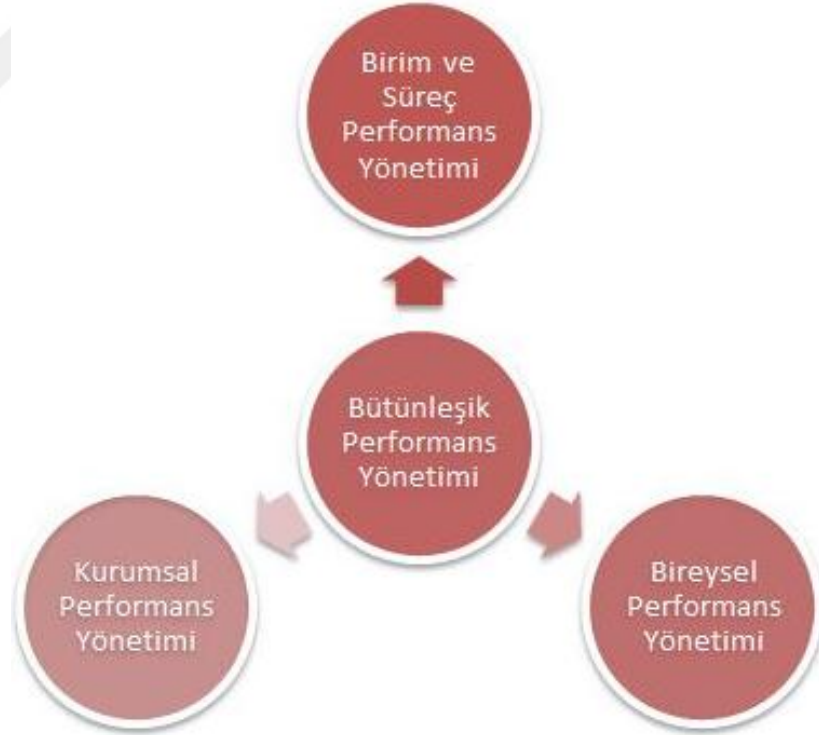 Birim ve
Süreç
Performans
Yönetimi
Bütünleşik
Performans
Yönetimi
Kurumsal
Performans
Yönetimi
Bireysel
Performans
Yönetimi